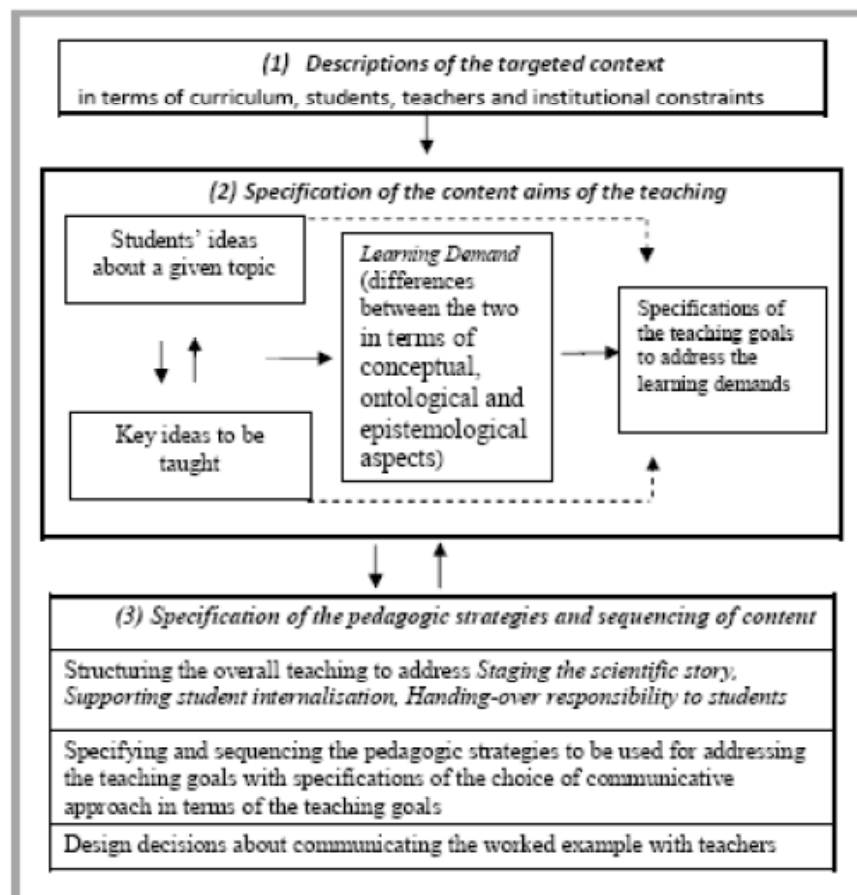 (1) Descriptions of the targeted context
in terms of curriculum, students, teachers and institutional constraints
(2) Specification of the content aims of the teaching
Students’ ideas
about a given topic
Key ideas to be
taught
Learning Demand
(differences
between the two
in terms of
conceptual,
ontological and
epistemological
aspects)
Specifications of
the teaching goals
to address the
learning demands
(3) Specification of the pedagogic strategies and sequencing of content
Structuring the overall teaching to address Staging the scientific story,
Supporting student internalisation, Handing-over responsibility to students
Specifying and sequencing the pedagogic strategies to be used for addressing
the teaching goals with specifications of the choice of communicative
approach in terms of the teaching goals
Design decisions about communicating the worked example with teachers